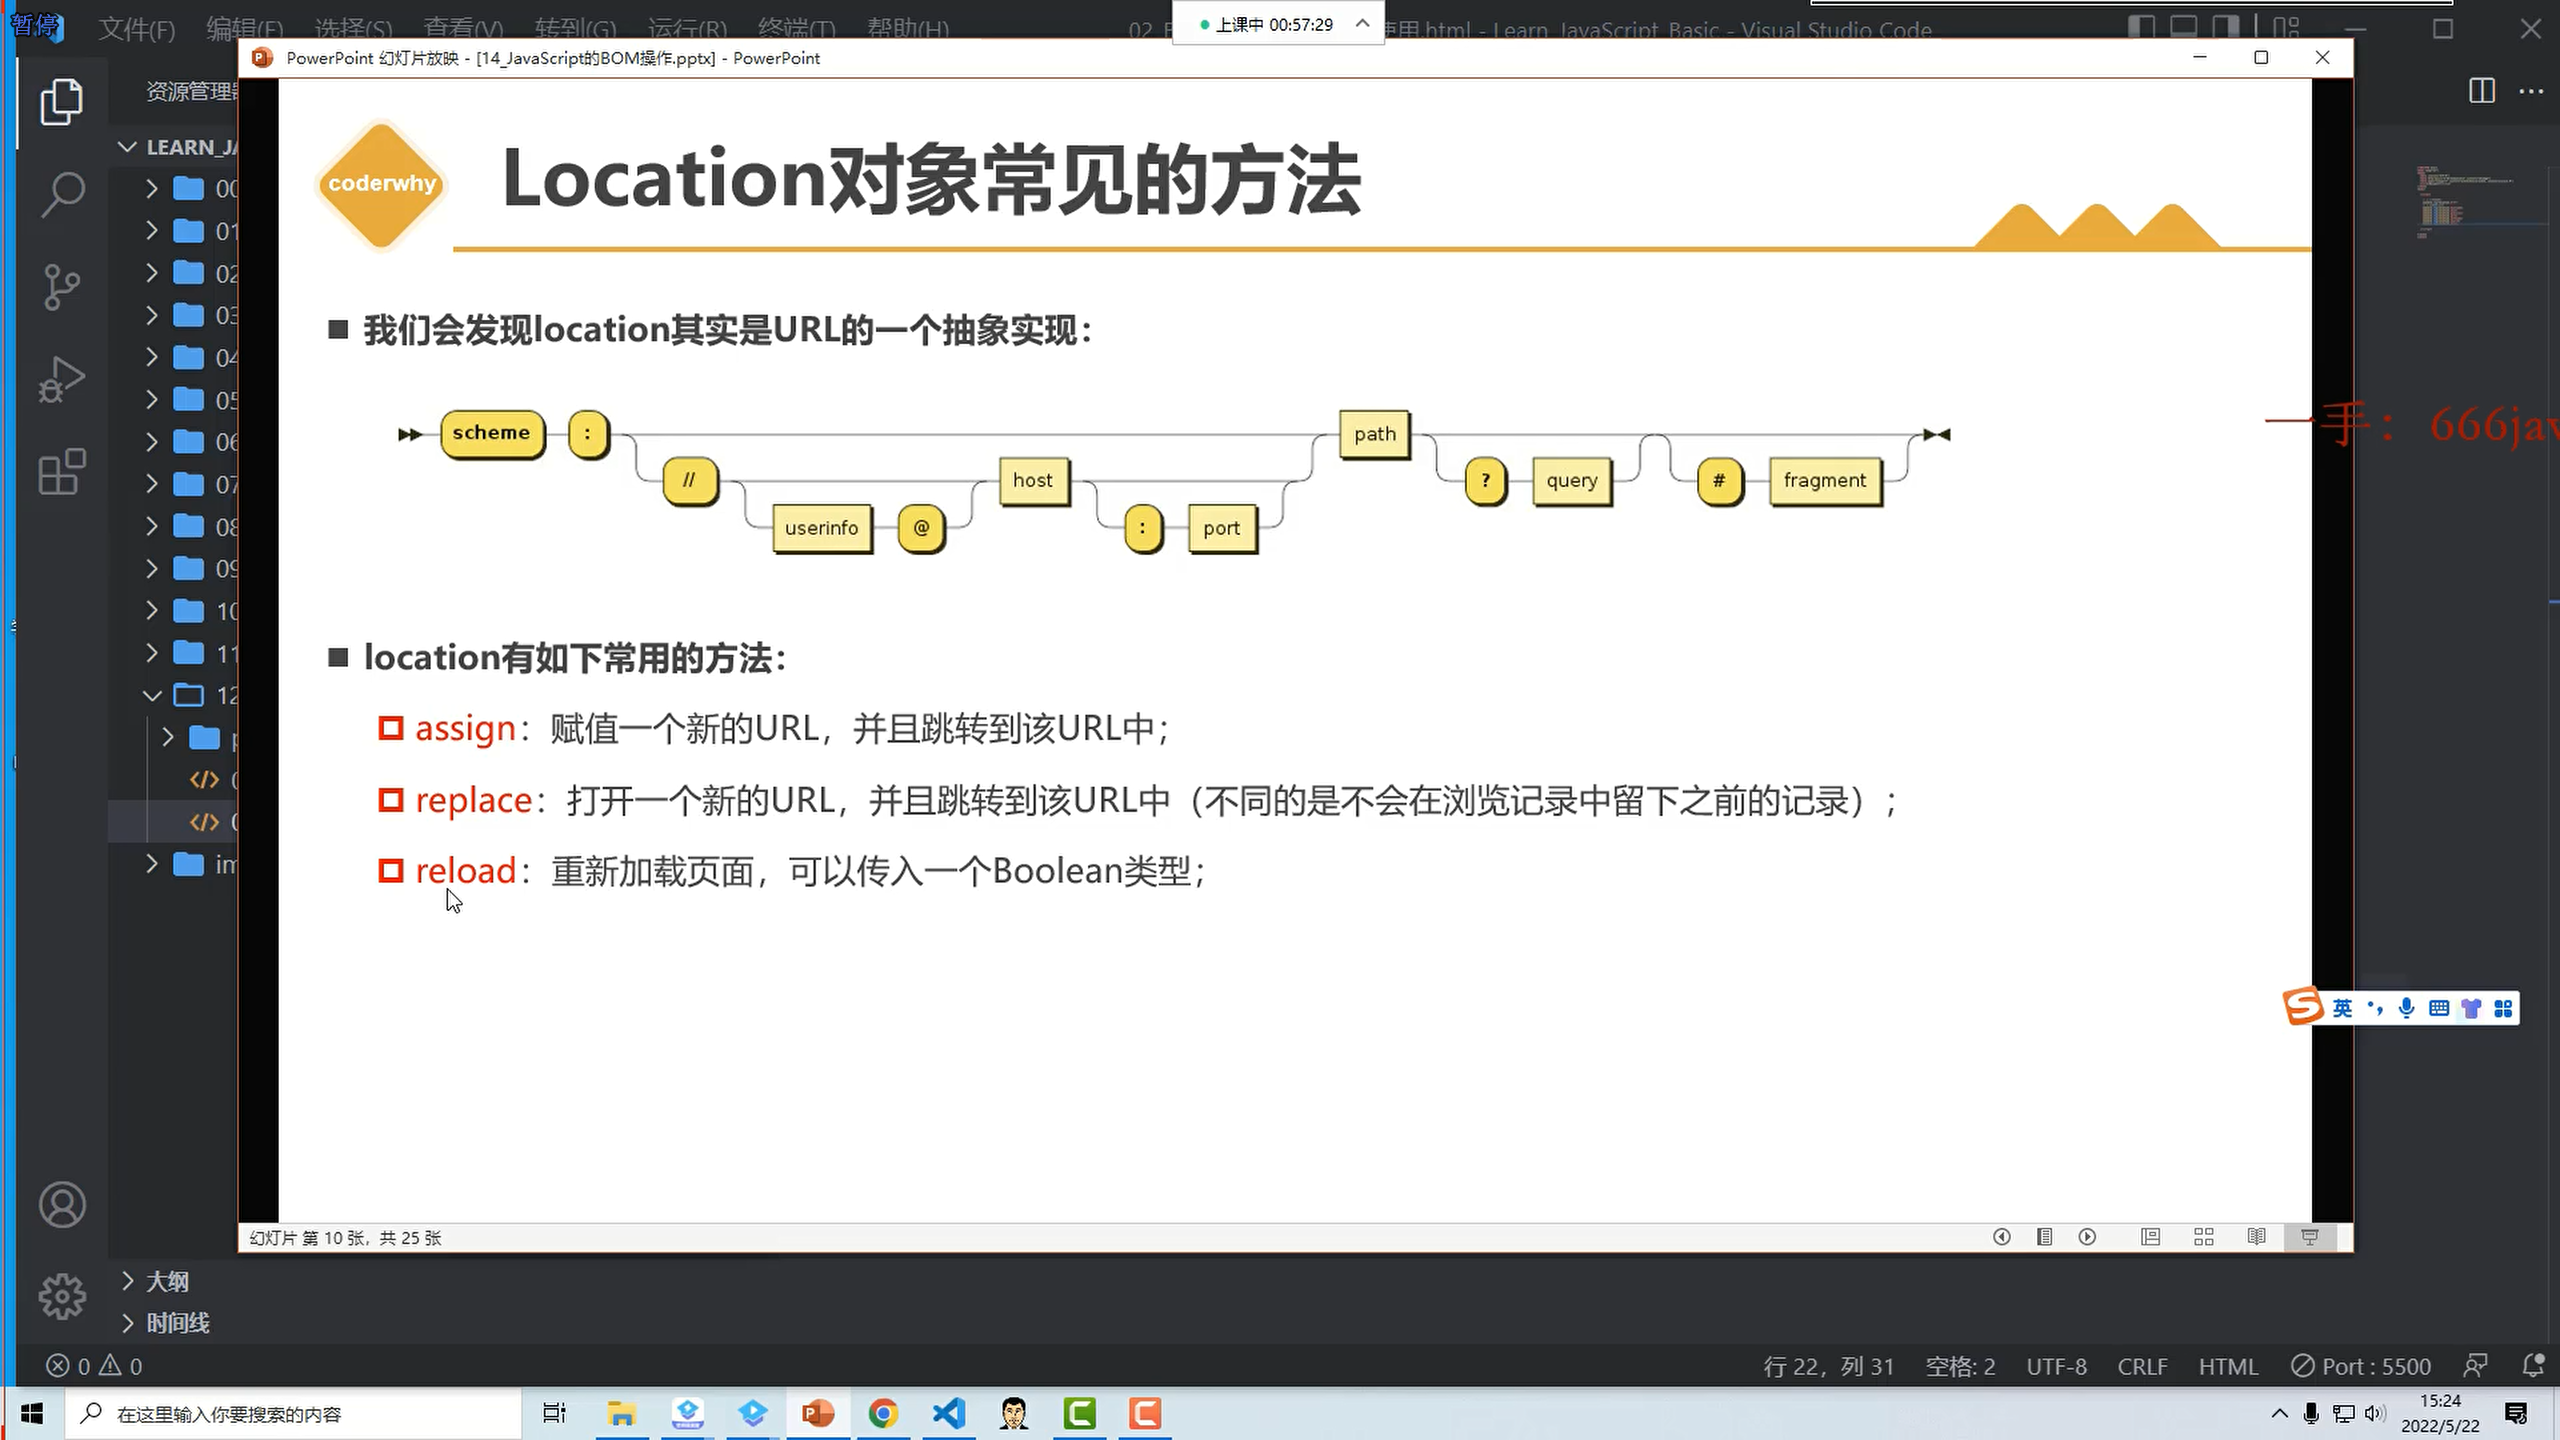 暂停
文件(F) 编辑(E) 选择(S) 查看(V) 转到(G) 运行(R) 终端(T) 帮助(H)
上课中 00:57:29
使用.html - Learn_JavaScript_Basic - Visual Studio Code
PowerPoint 幻灯片放映 - [14_JavaScript的BOM操作.pptx] - PowerPoint
资源管理器
LEARN_JA
00
01
02
03
04
05
06
07
08
09
10
11
12
coderwhy
Location对象常见的方法
我们会发现location其实是URL的一个抽象实现：
scheme : path
// host ? query # fragment
userinfo @ : port
一手： 666jav
location有如下常用的方法：
assign：赋值一个新的URL，并且跳转到该URL中；
replace：打开一个新的URL，并且跳转到该URL中（不同的是不会在浏览记录中留下之前的记录）；
reload：重新加载页面，可以传入一个Boolean类型；
英
幻灯片 第 10 张，共 25 张
大纲
时间线
0 0
行 22，列 31 空格: 2 UTF-8 CRLF HTML Port : 5500
在这里输入你要搜索的内容
15:24
2022/5/22